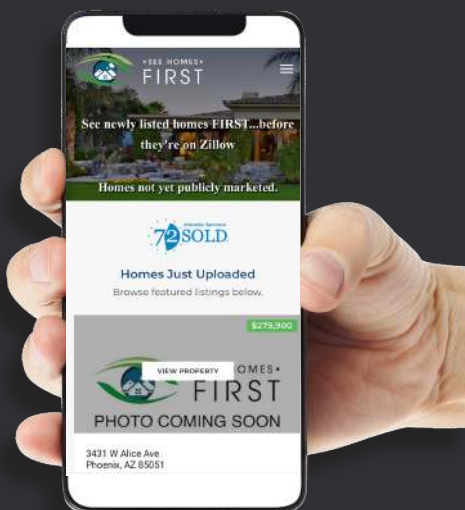 •SEE HOMES•
FIRST
See newly listed homes FIRST...before
they're on Zillow
Homes not yet publicly marketed.
72SOLD
Homes Just Uploaded
Browse featured listings below.
$279,900
VIEW PROPERTY
OMES•
FIRST
PHOTO COMING SOON
3431 W Alice Ave
Phoenix, AZ 85051